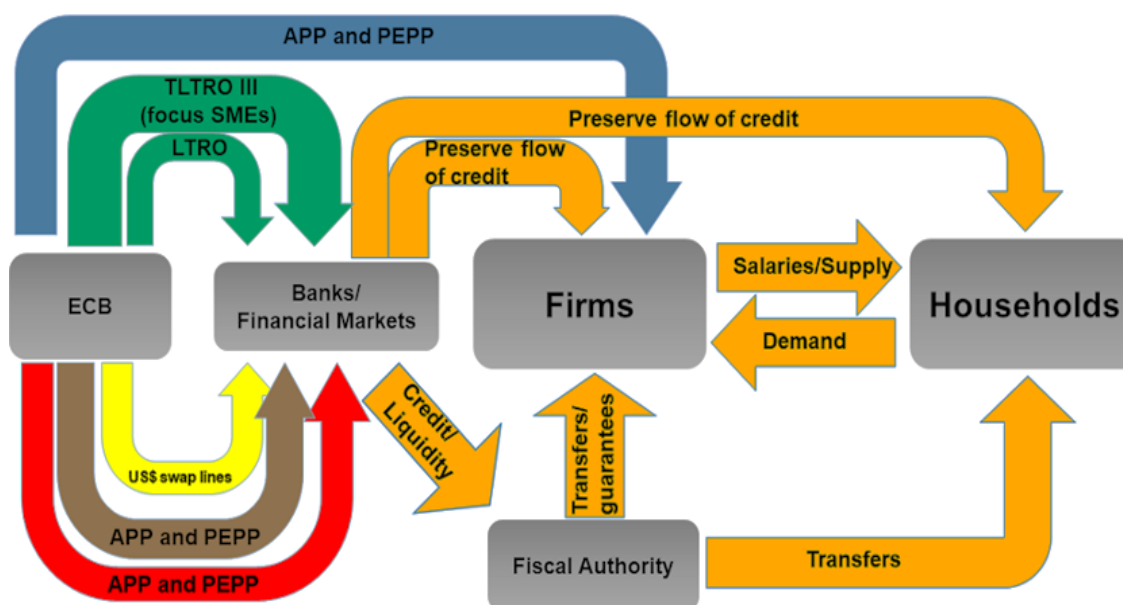 APP and PEPP
TLTRO III
(focus SMEs)
LTRO
Preserve flow of credit
Preserve flow
of credit
ECB
Banks/
Financial Markets
Firms
Salaries/Supply
Households
Demand
Credit/
Liquidity
Transfers/
guarantees
US$ swap lines
APP and PEPP
APP and PEPP
Fiscal Authority
Transfers